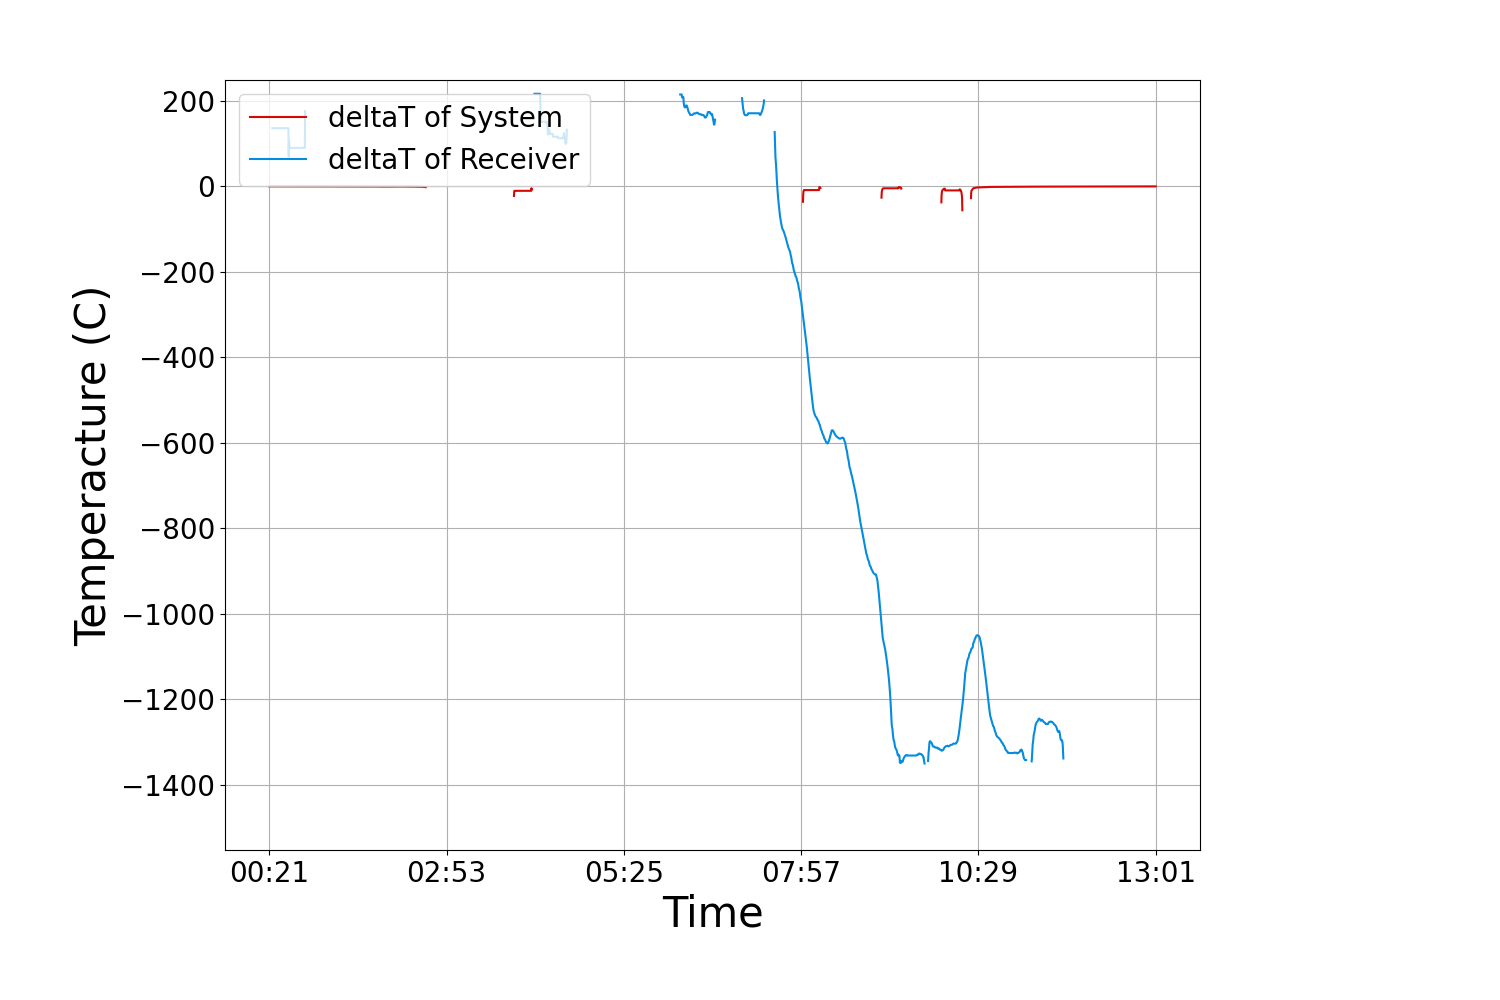 deltaT of System
deltaT of Receiver
200
0
−200
−400
−600
−800
−1000
−1200
−1400
Temperacture (C)
00:21 02:53 05:25 07:57 10:29 13:01
Time